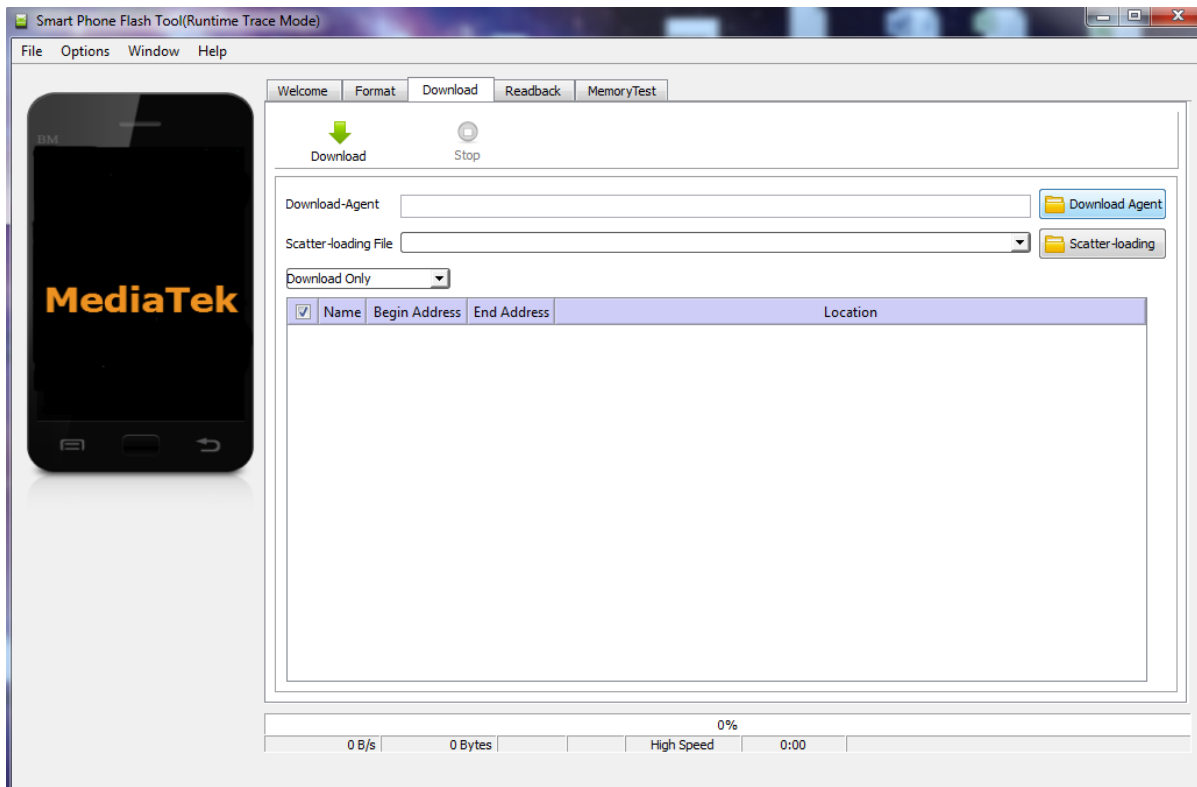 Smart Phone Flash Tool(Runtime Trace Mode)
File Options Window Help
Welcome Format Download Readback MemoryTest
BM
Download Stop
Download-Agent Download Agent
Scatter-loading File Scatter-loading
Download Only
MediaTek
Name Begin Address End Address Location
0%
0 B/s 0 Bytes High Speed 0:00